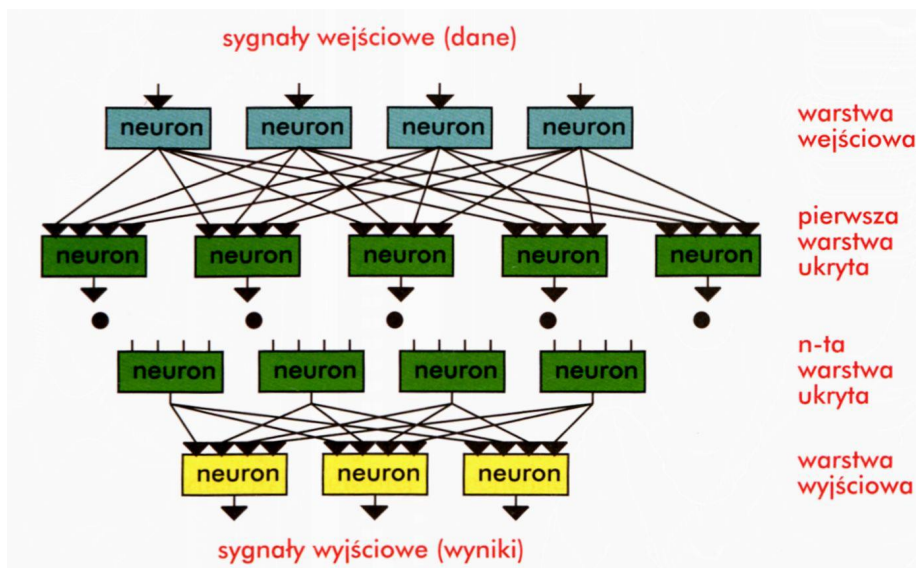 sygnały wejściowe (dane)
neuron neuron neuron neuron
warstwa
wejściowa
neuron neuron neuron neuron neuron
pierwsza
warstwa
ukryta
neuron neuron neuron neuron
n-ta
warstwa
ukryta
neuron neuron neuron
warstwa
wyjściowa
sygnały wyjściowe (wyniki)